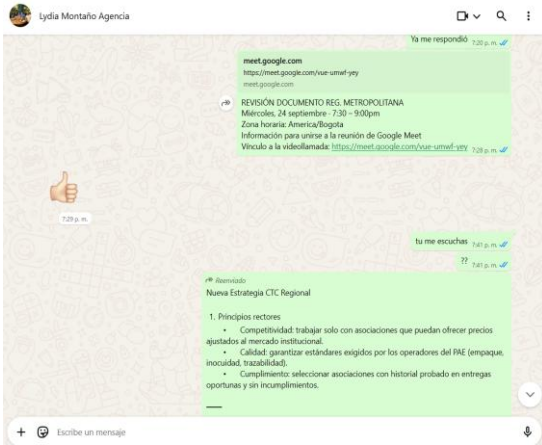 Lydia Montaño Agencia
Ya me respondió 7:20 p. m.
meet.google.com
https://meet.google.com/vue-umwf-yey
meet.google.com
REVISIÓN DOCUMENTO REG. METROPOLITANA
Miércoles, 24 septiembre · 7:30 – 9:00pm
Zona horaria: America/Bogota
Información para unirse a la reunión de Google Meet
Vínculo a la videollamada: https://meet.google.com/vue-umwf-yey 7:28 p. m.
7:29 p. m.
tu me escuchas 7:41 p. m.
?? 7:41 p. m.
Reenviado
Nueva Estrategia CTC Regional
1. Principios rectores
• Competitividad: trabajar solo con asociaciones que puedan ofrecer precios
ajustados al mercado institucional.
• Calidad: garantizar estándares exigidos por los operadores del PAE (empaque,
inocuidad, trazabilidad).
• Cumplimiento: seleccionar asociaciones con historial probado en entregas
oportunas y sin incumplimientos.
Escribe un mensaje